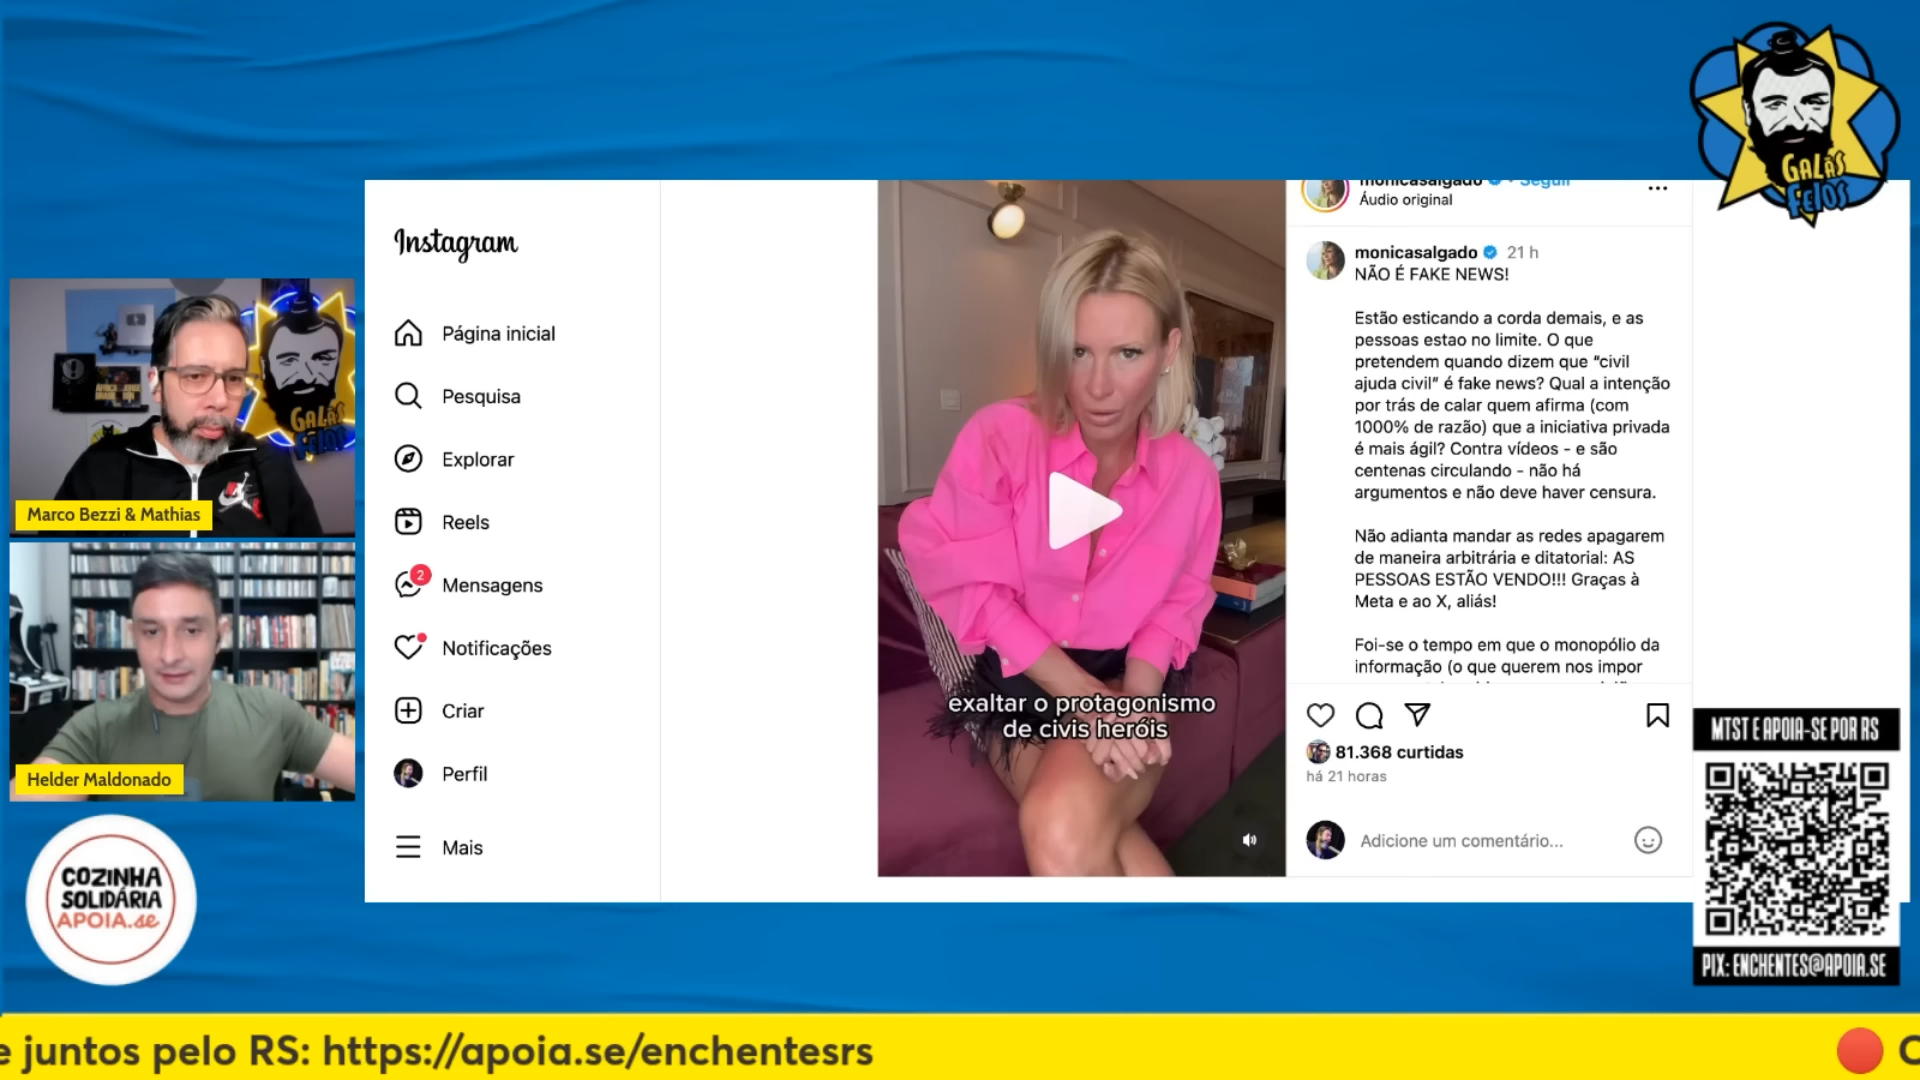 GALÃS
FEIOS
Instagram
Página inicial
Pesquisa
Explorar
Reels
2
Mensagens
Notificações
Criar
Perfil
Mais
GALÃS
FEIOS
Marco Bezzi & Mathias
Helder Maldonado
COZINHA
SOLIDÁRIA
APOIA.se
exaltar o protagonismo
de civis heróis
monicasalgado • Seguir
Áudio original
monicasalgado 21 h
NÃO É FAKE NEWS!
Estão esticando a corda demais, e as
pessoas estao no limite. O que
pretendem quando dizem que “civil
ajuda civil” é fake news? Qual a intenção
por trás de calar quem afirma (com
1000% de razão) que a iniciativa privada
é mais ágil? Contra vídeos - e são
centenas circulando - não há
argumentos e não deve haver censura.
Não adianta mandar as redes apagarem
de maneira arbitrária e ditatorial: AS
PESSOAS ESTÃO VENDO!!! Graças à
Meta e ao X, aliás!
Foi-se o tempo em que o monopólio da
informação (o que querem nos impor
81.368 curtidas
há 21 horas
Adicione um comentário...
MTST E APOIA-SE POR RS
PIX: ENCHENTES@APOIA.SE
e juntos pelo RS: https://apoia.se/enchentesrs
C